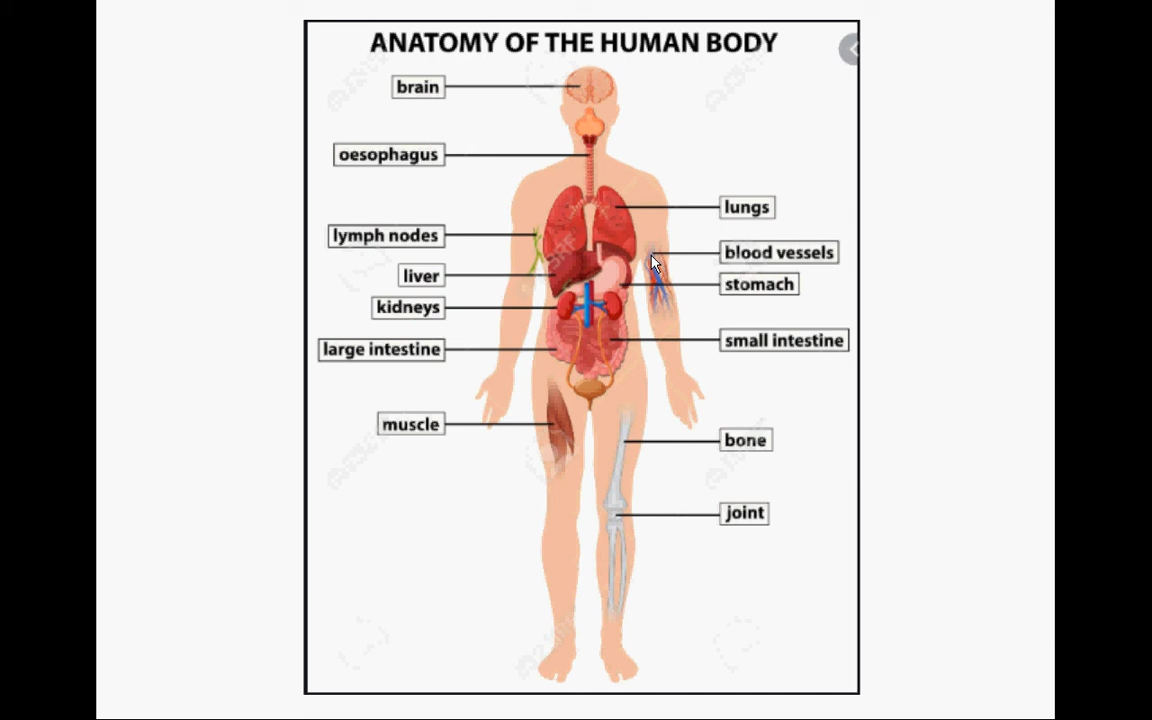 ANATOMY OF THE HUMAN BODY
brain
oesophagus
lungs
lymph nodes
blood vessels
liver
stomach
kidneys
small intestine
large intestine
muscle
bone
joint